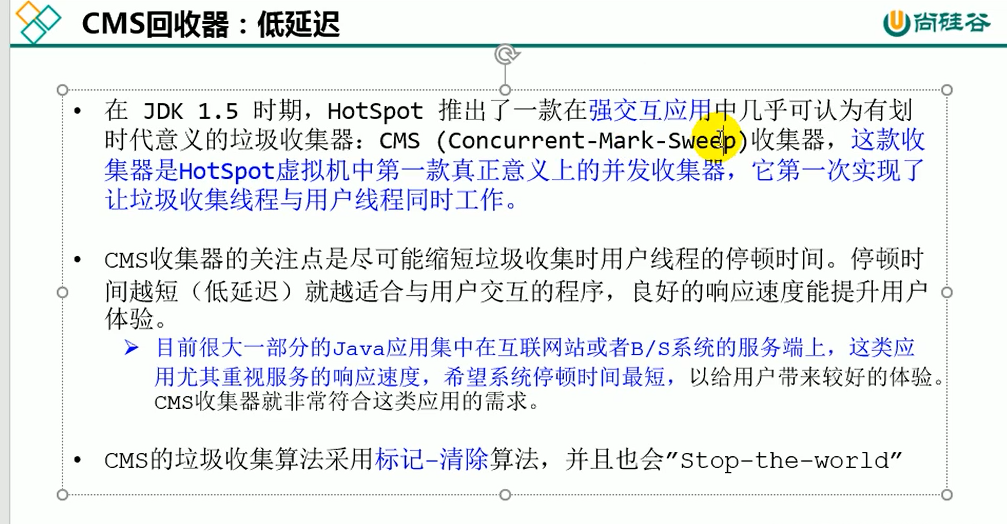 CMS回收器：低延迟
尚硅谷
• 在 JDK 1.5 时期，HotSpot 推出了一款在强交互应用中几乎可认为有划
时代意义的垃圾收集器：CMS (Concurrent-Mark-Sweep)收集器，这款收
集器是HotSpot虚拟机中第一款真正意义上的并发收集器，它第一次实现了
让垃圾收集线程与用户线程同时工作。
• CMS收集器的关注点是尽可能缩短垃圾收集时用户线程的停顿时间。停顿时
间越短（低延迟）就越适合与用户交互的程序，良好的响应速度能提升用户
体验。
➢ 目前很大一部分的Java应用集中在互联网站或者B/S系统的服务端上，这类应
用尤其重视服务的响应速度，希望系统停顿时间最短，以给用户带来较好的体验。
CMS收集器就非常符合这类应用的需求。
• CMS的垃圾收集算法采用标记-清除算法，并且也会”Stop-the-world”